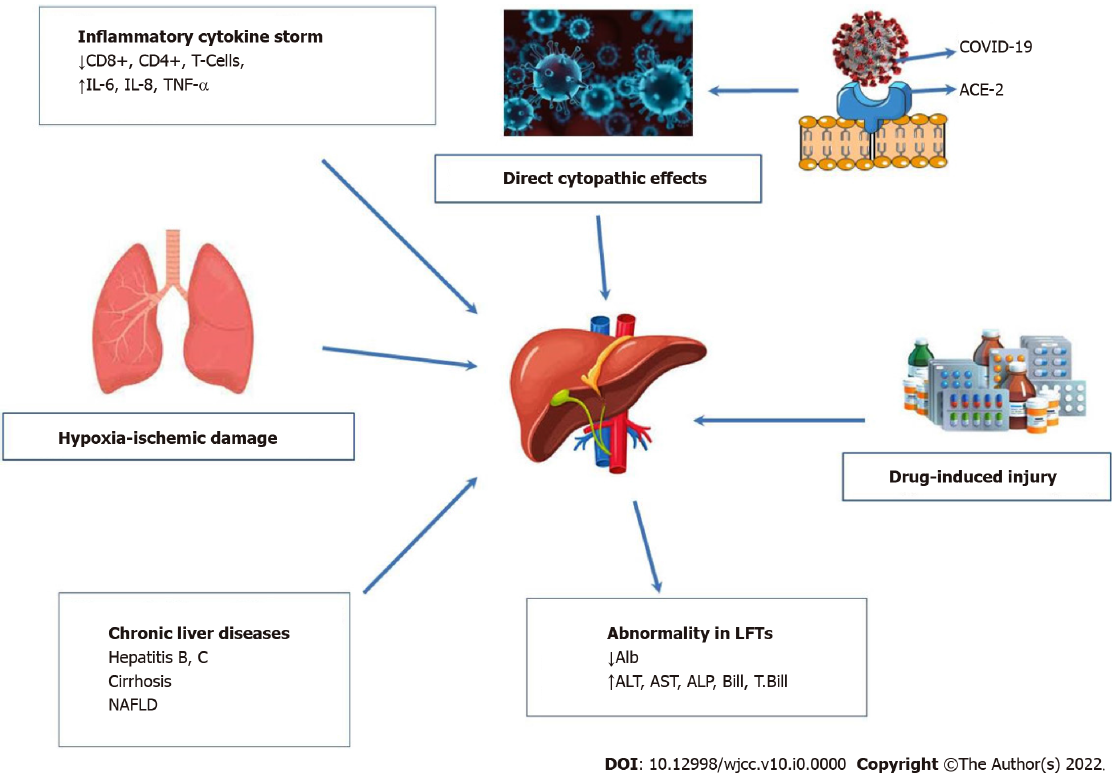 Inflammatory cytokine storm
↓CD8+, CD4+, T-Cells,
↑IL-6, IL-8, TNF-α
COVID-19
ACE-2
Direct cytopathic effects
Hypoxia-ischemic damage
Drug-induced injury
Chronic liver diseases
Hepatitis B, C
Cirrhosis
NAFLD
Abnormality in LFTs
↓Alb
↑ALT, AST, ALP, Bill, T.Bill
DOI: 10.12998/wjcc.v10.i0.0000 Copyright ©The Author(s) 2022.